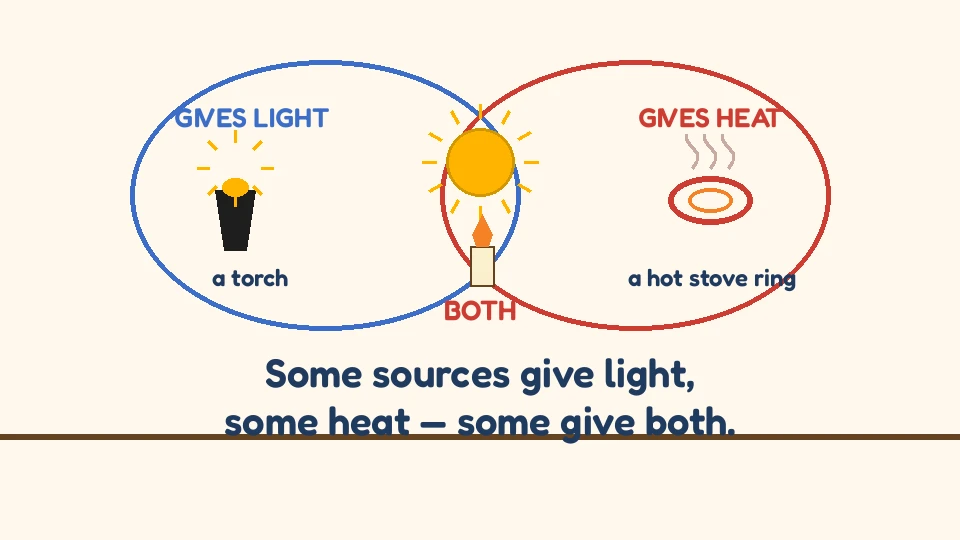 GIVES LIGHT
GIVES HEAT
a torch
a hot stove ring
BOTH
Some sources give light,
some heat — some give both.